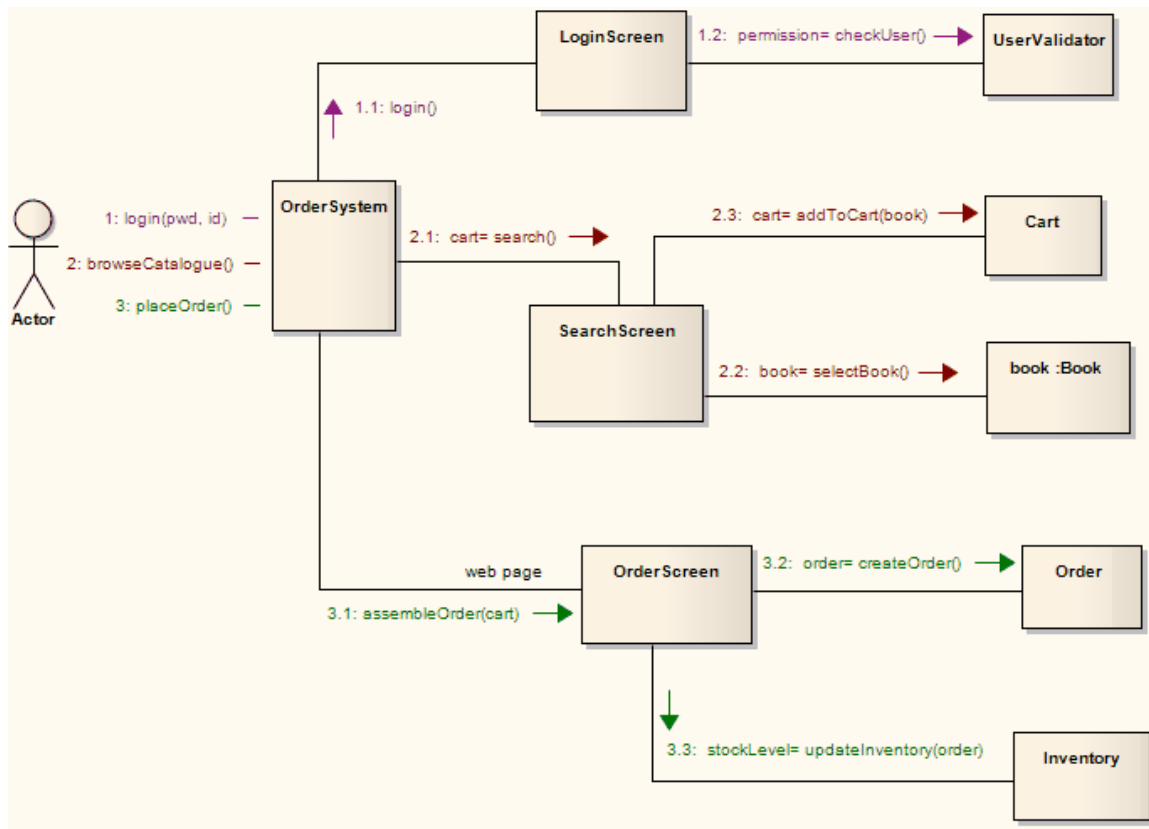 LoginScreen
1.2: permission= checkUser()
UserValidator
1.1: login()
OrderSystem
1: login(pwd, id)
2: browseCatalogue()
3: placeOrder()
Actor
2.1: cart= search()
2.3: cart= addToCart(book)
Cart
SearchScreen
2.2: book= selectBook()
book :Book
web page
3.1: assembleOrder(cart)
OrderScreen
3.2: order= createOrder()
Order
3.3: stockLevel= updateInventory(order)
Inventory